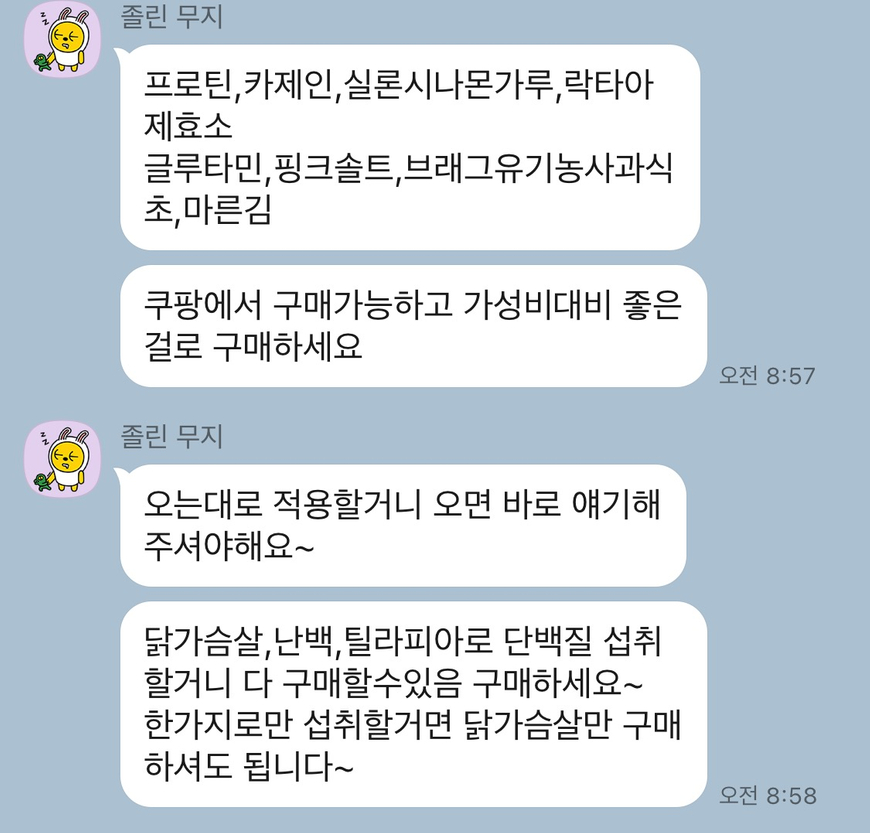 졸린 무지
프로틴,카제인,실론시나몬가루,락타아
제효소
글루타민,핑크솔트,브래그유기농사과식
초,마른김
쿠팡에서 구매가능하고 가성비대비 좋은
걸로 구매하세요
오전 8:57
졸린 무지
오는대로 적용할거니 오면 바로 얘기해
주셔야해요~
닭가슴살,난백,틸라피아로 단백질 섭취
할거니 다 구매할수있음 구매하세요~
한가지로만 섭취할거면 닭가슴살만 구매
하셔도 됩니다~
오전 8:58